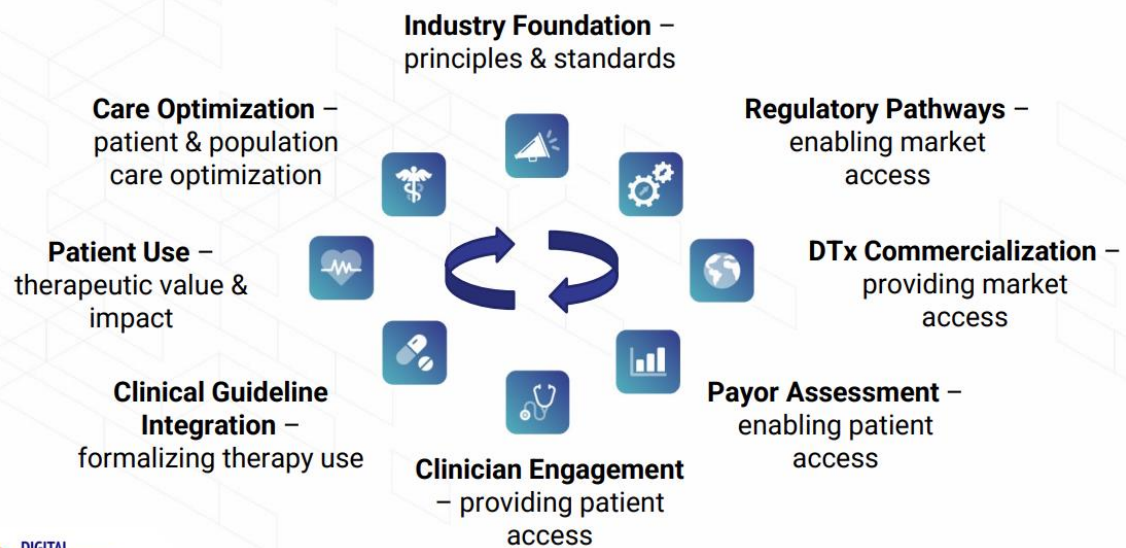 Industry Foundation –
principles & standards
Regulatory Pathways –
enabling market
access
DTx Commercialization –
providing market
access
Payor Assessment –
enabling patient
access
Clinician Engagement
– providing patient
access
Clinical Guideline
Integration –
formalizing therapy use
Patient Use –
therapeutic value &
impact
Care Optimization –
patient & population
care optimization
DIGITAL